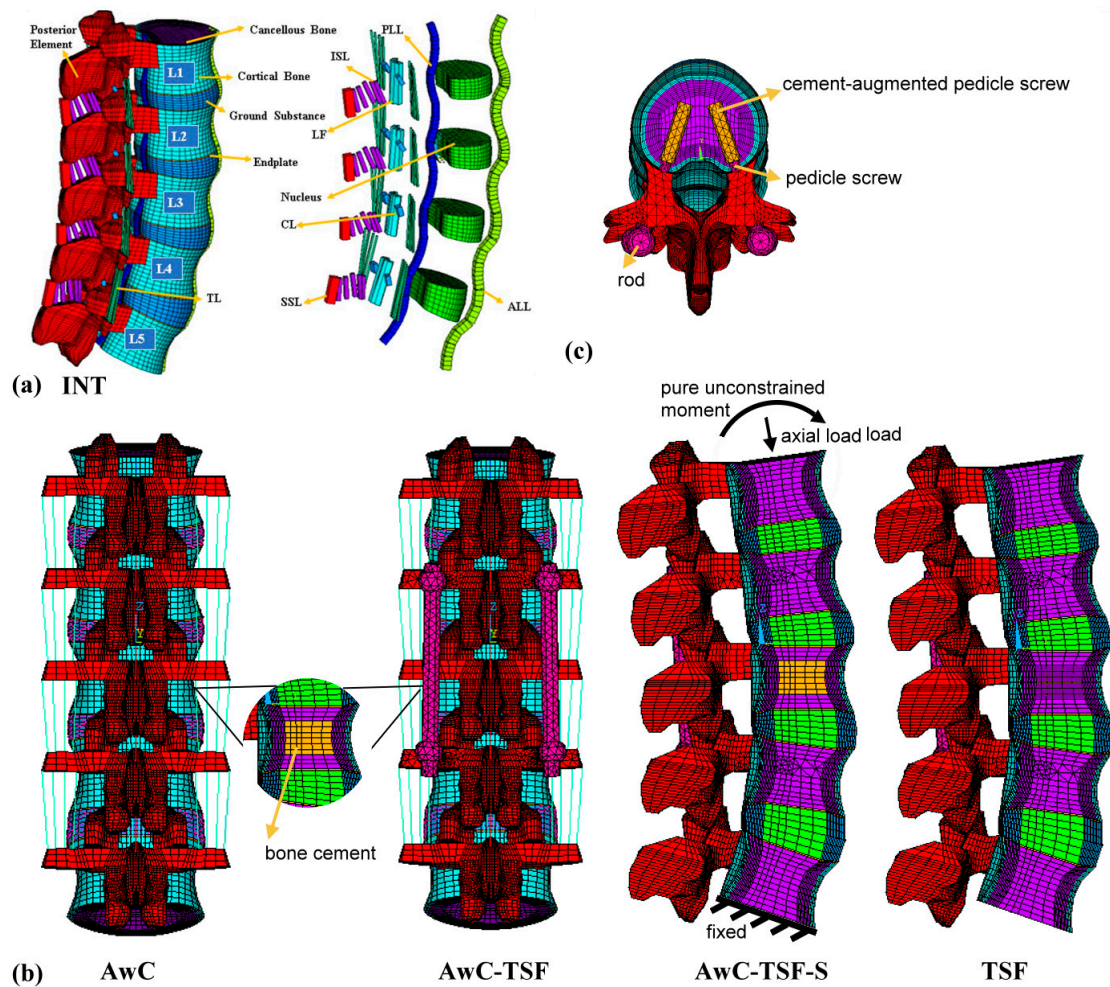 Posterior
Element
Cancellous Bone
L1
Cortical Bone
Ground Substance
L2
Endplate
L3
L4
TL
L5
(a) INT
PLL
ISL
LF
Nucleus
CL
SSL
ALL
cement-augmented pedicle screw
pedicle screw
rod
(c)
pure unconstrained
moment
axial load load
Z
Y
Z
Y
Z
Z
bone cement
fixed
(b) AwC AwC-TSF AwC-TSF-S TSF